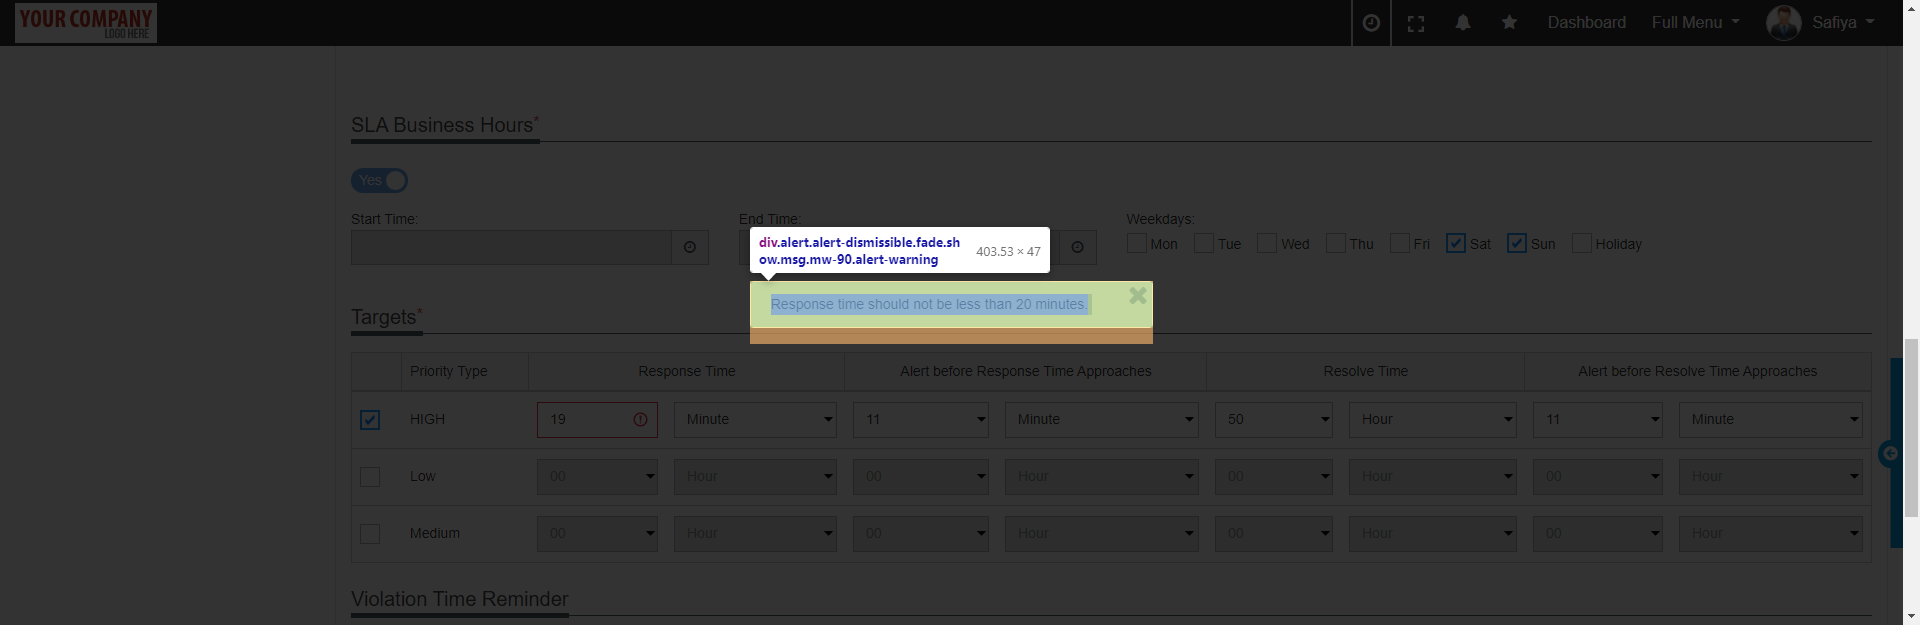 YOUR COMPANY
LOGO HERE
Dashboard
Full Menu
Safiya
SLA Business Hours*
Yes
Start Time:
End Time:
Weekdays:
Mon
Tue
Wed
Thu
Fri
Sat
Sun
Holiday
div.alert.alert-dismissible.fade.sh
ow.msg.mw-90.alert-warning
403.53 × 47
Response time should not be less than 20 minutes.
Targets*
Priority Type Response Time Alert before Response Time Approaches Resolve Time Alert before Resolve Time Approaches
HIGH 19 Minute 11 Minute 50 Hour 11 Minute
Low 00 Hour 00 Hour 00 Hour 00 Hour
Medium 00 Hour 00 Hour 00 Hour 00 Hour
Violation Time Reminder